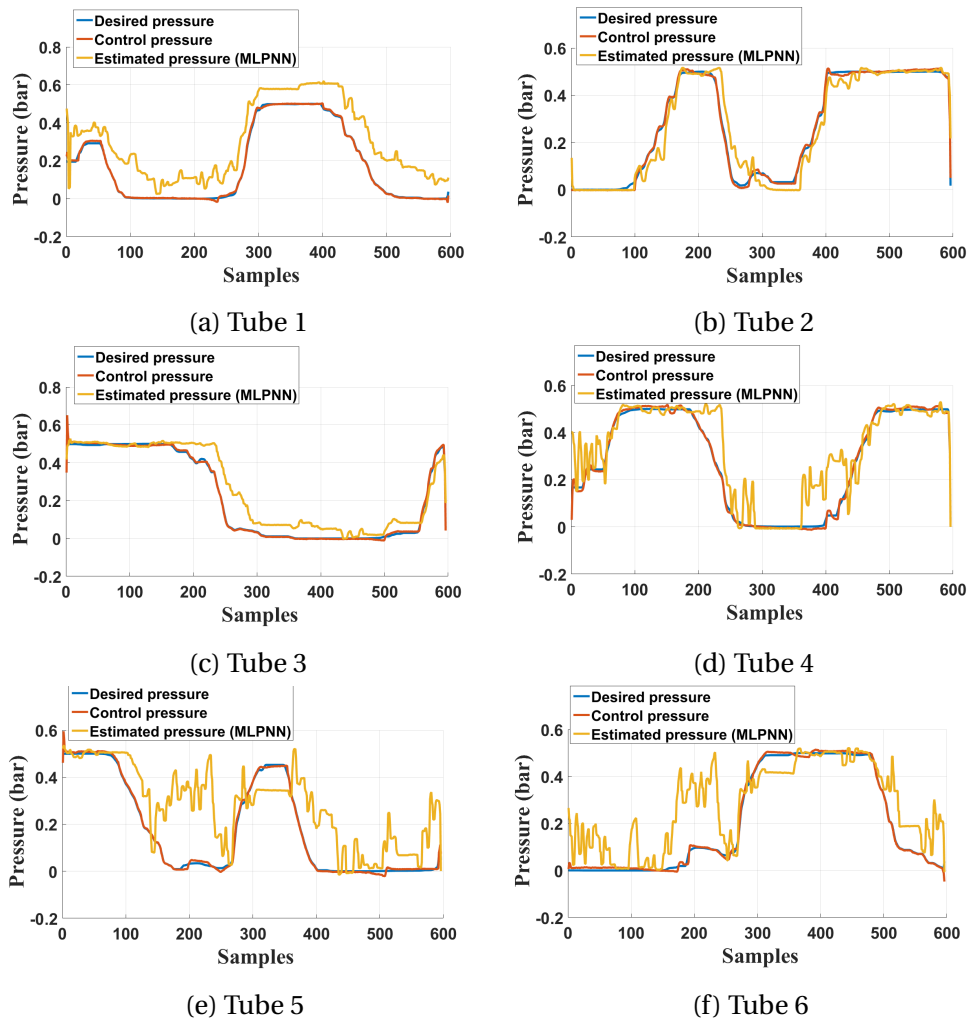 Desired pressure
Control pressure
Estimated pressure (MLPNN)
Pressure (bar)
0.8
0.6
0.4
0.2
0
-0.2
0 100 200 300 400 500 600
Samples
(a) Tube 1
Desired pressure
Control pressure
Estimated pressure (MLPNN)
Pressure (bar)
0.6
0.4
0.2
0
-0.2
0 100 200 300 400 500 600
Samples
(b) Tube 2
Desired pressure
Control pressure
Estimated pressure (MLPNN)
Pressure (bar)
0.8
0.6
0.4
0.2
0
-0.2
0 100 200 300 400 500 600
Samples
(c) Tube 3
Desired pressure
Control pressure
Estimated pressure (MLPNN)
Pressure (bar)
0.6
0.4
0.2
0
-0.2
0 100 200 300 400 500 600
Samples
(d) Tube 4
Desired pressure
Control pressure
Estimated pressure (MLPNN)
Pressure (bar)
0.6
0.4
0.2
0
-0.2
0 100 200 300 400 500 600
Samples
(e) Tube 5
Desired pressure
Control pressure
Estimated pressure (MLPNN)
Pressure (bar)
0.6
0.4
0.2
0
-0.2
0 100 200 300 400 500 600
Samples
(f) Tube 6